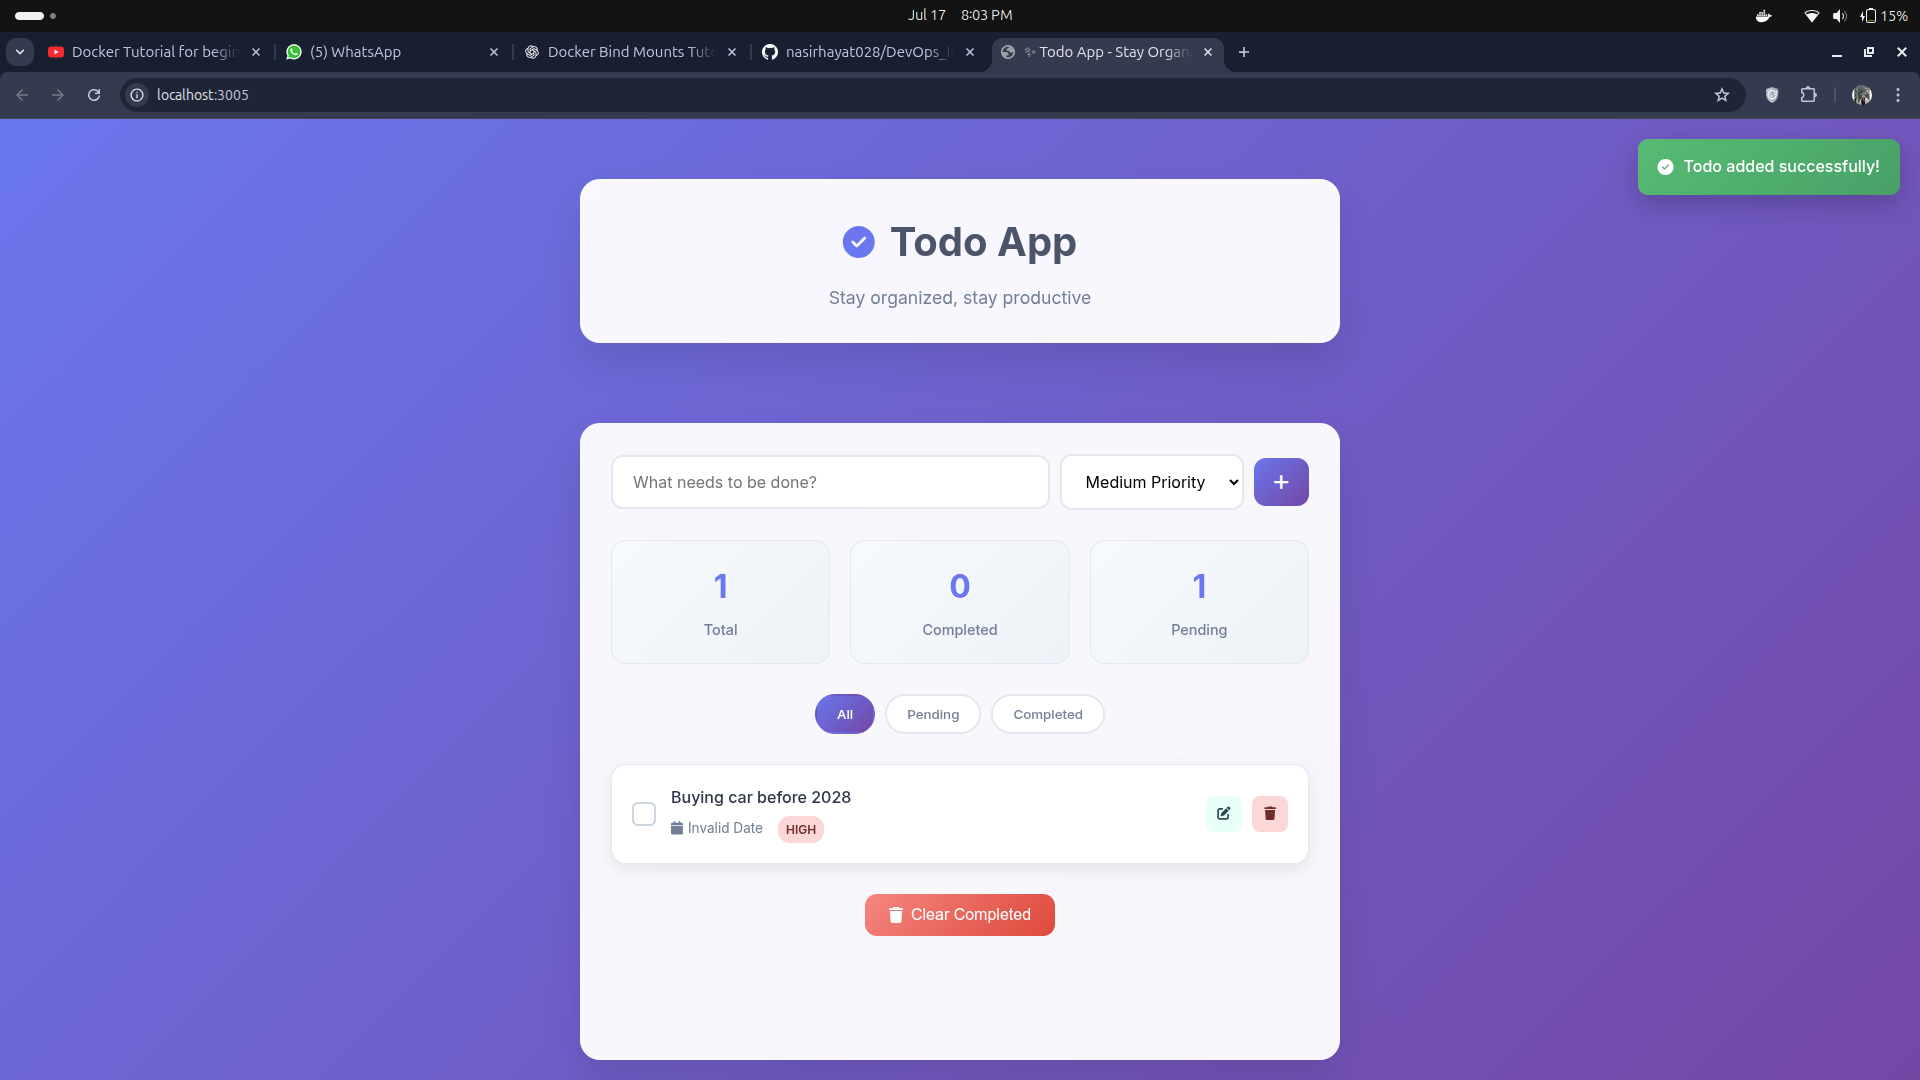 Jul 17 8:03 PM
15%
Docker Tutorial for begin
(5) WhatsApp
Docker Bind Mounts Tut
nasirhayat028/DevOps_
✨ Todo App - Stay Organ
localhost:3005
Todo added successfully!
Todo App
Stay organized, stay productive
What needs to be done?
Medium Priority
+
1
Total
0
Completed
1
Pending
All
Pending
Completed
Buying car before 2028
Invalid Date
HIGH
Clear Completed